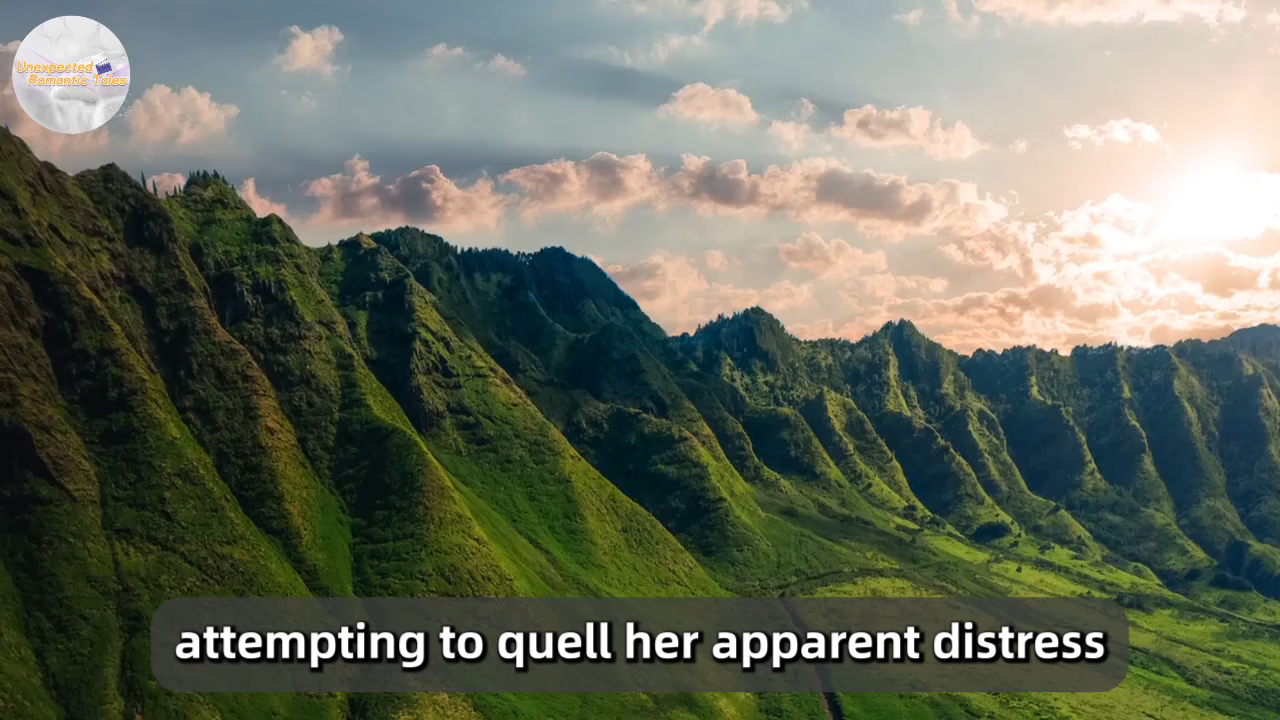 Unexpected
Romantic Tales
attempting to quell her apparent distress